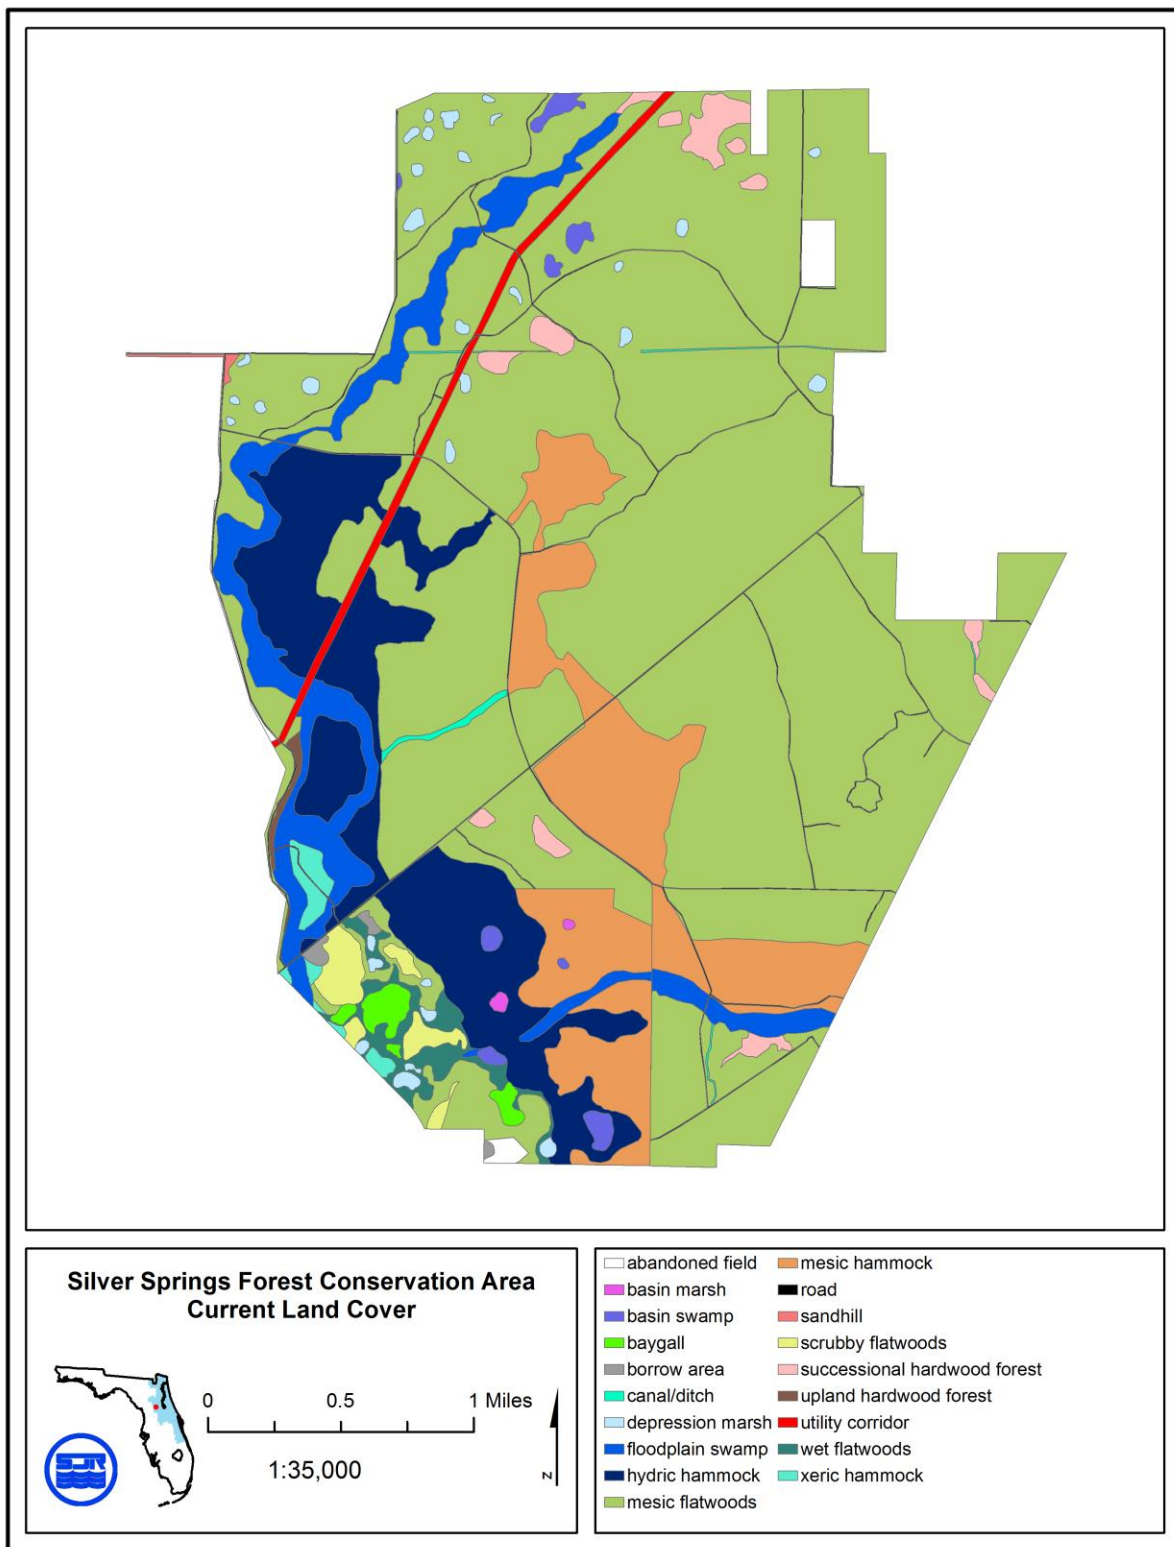 Silver Springs Forest Conservation Area
Current Land Cover
0 0.5 1 Miles
1:35,000
N
SJR
abandoned field
basin marsh
basin swamp
baygall
borrow area
canal/ditch
depression marsh
floodplain swamp
hydric hammock
mesic flatwoods
mesic hammock
road
sandhill
scrubby flatwoods
successional hardwood forest
upland hardwood forest
utility corridor
wet flatwoods
xeric hammock